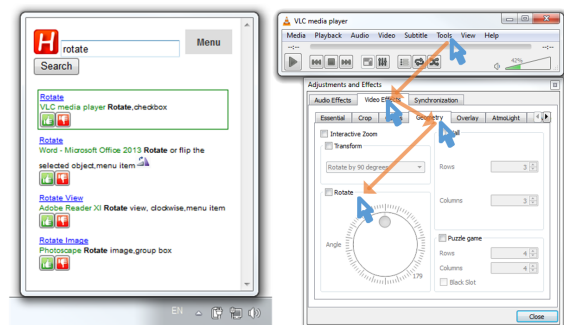 H
rotate
Menu
Search
Rotate
VLC media player Rotate,checkbox
Rotate
Word - Microsoft Office 2013 Rotate or flip the
selected object,menu item
Rotate View
Adobe Reader XI Rotate view, clockwise,menu item
Rotate Image
Photoscape Rotate image,group box
EN
VLC media player
Media Playback Audio Video Subtitle Tools View Help
--:-- --:--
42%
Adjustments and Effects
Audio Effects Video Effects Synchronization
Essential Crop Geometry Overlay AtmoLight
Interactive Zoom
Transform
Rotate by 90 degrees
Rows 3
Rotate
Columns 3
Angle
179
Puzzle game
Rows 4
Columns 4
Black Slot
Close